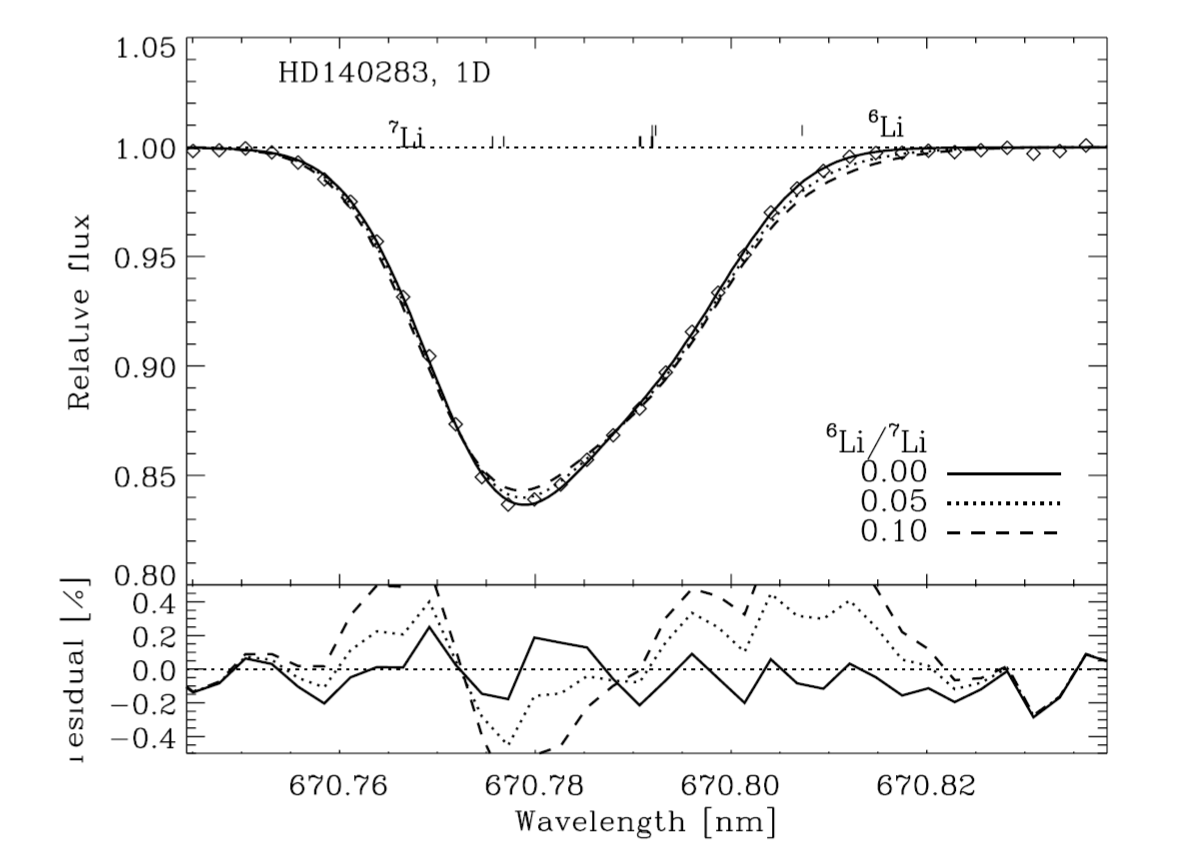 1.05
HD140283, 1D
⁷Li
⁶Li
1.00
0.95
0.90
0.85
0.80
Relative flux
⁶Li/⁷Li
0.00
0.05
0.10
residual [%]
0.4
0.2
0.0
−0.2
−0.4
670.76 670.78 670.80 670.82
Wavelength [nm]